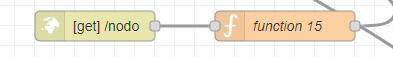 [get] /nodo
function 15